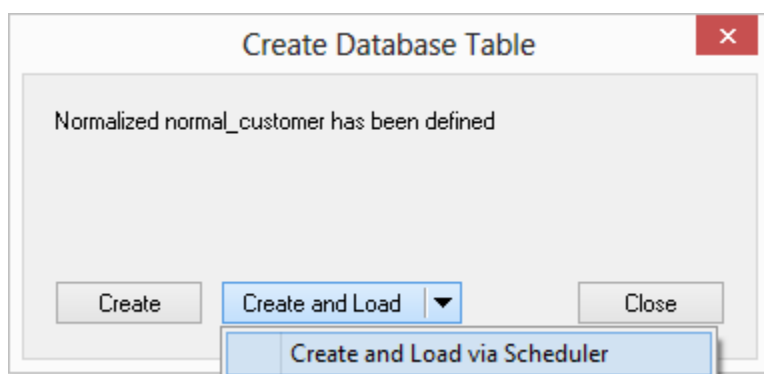 Create Database Table
Normalized normal_customer has been defined
Create
Create and Load
Close
Create and Load via Scheduler